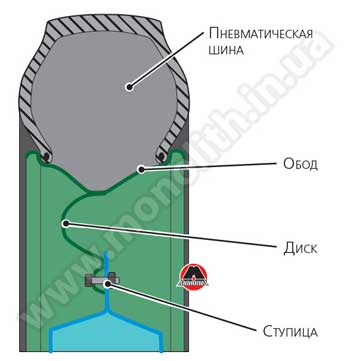 Пневматическая
шина
Обод
Диск
Ступица
www.monolith.in.ua